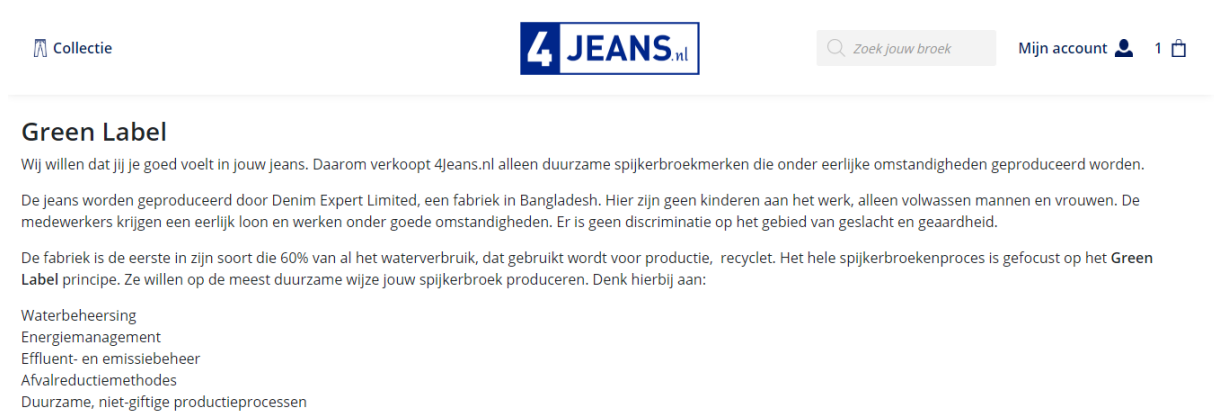 Collectie
4 JEANS.nl
Zoek jouw broek
Mijn account
1
Green Label
Wij willen dat jij je goed voelt in jouw jeans. Daarom verkoopt 4Jeans.nl alleen duurzame spijkerbroekmerken die onder eerlijke omstandigheden geproduceerd worden.
De jeans worden geproduceerd door Denim Expert Limited, een fabriek in Bangladesh. Hier zijn geen kinderen aan het werk, alleen volwassen mannen en vrouwen. De
medewerkers krijgen een eerlijk loon en werken onder goede omstandigheden. Er is geen discriminatie op het gebied van geslacht en geaardheid.
De fabriek is de eerste in zijn soort die 60% van al het waterverbruik, dat gebruikt wordt voor productie, recyclet. Het hele spijkerbroekenproces is gefocust op het Green
Label principe. Ze willen op de meest duurzame wijze jouw spijkerbroek produceren. Denk hierbij aan:
Waterbeheersing
Energiemanagement
Effluent- en emissiebeheer
Afvalreductiemethodes
Duurzame, niet-giftige productieprocessen